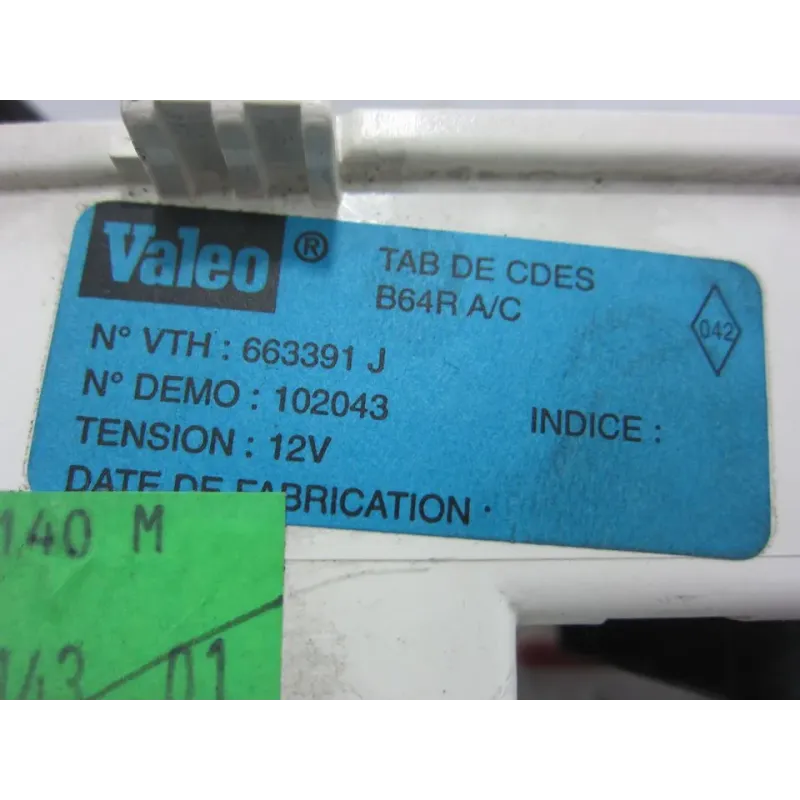 Valeo ®
TAB DE CDES
B64R A/C
042
N° VTH : 663391 J
N° DEMO : 102043
INDICE :
TENSION : 12V
DATE DE FABRICATION :
140 M
143 01